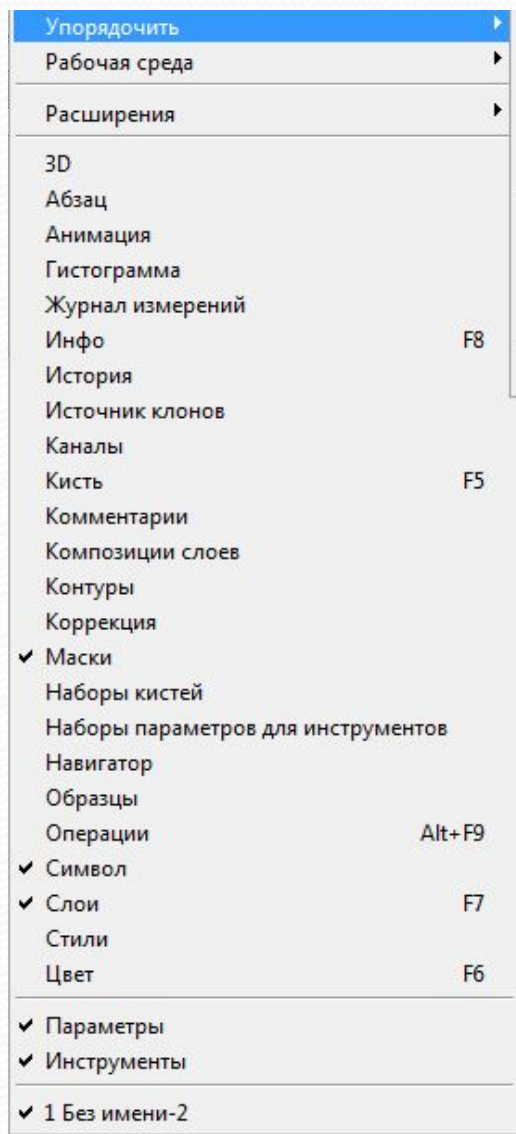 Упорядочить
Рабочая среда
Расширения
3D
Абзац
Анимация
Гистограмма
Журнал измерений
Инфо F8
История
Источник клонов
Каналы
Кисть F5
Комментарии
Композиции слоев
Контуры
Коррекция
Маски
Наборы кистей
Наборы параметров для инструментов
Навигатор
Образцы
Операции Alt+F9
Символ
Слои F7
Стили
Цвет F6
Параметры
Инструменты
1 Без имени-2